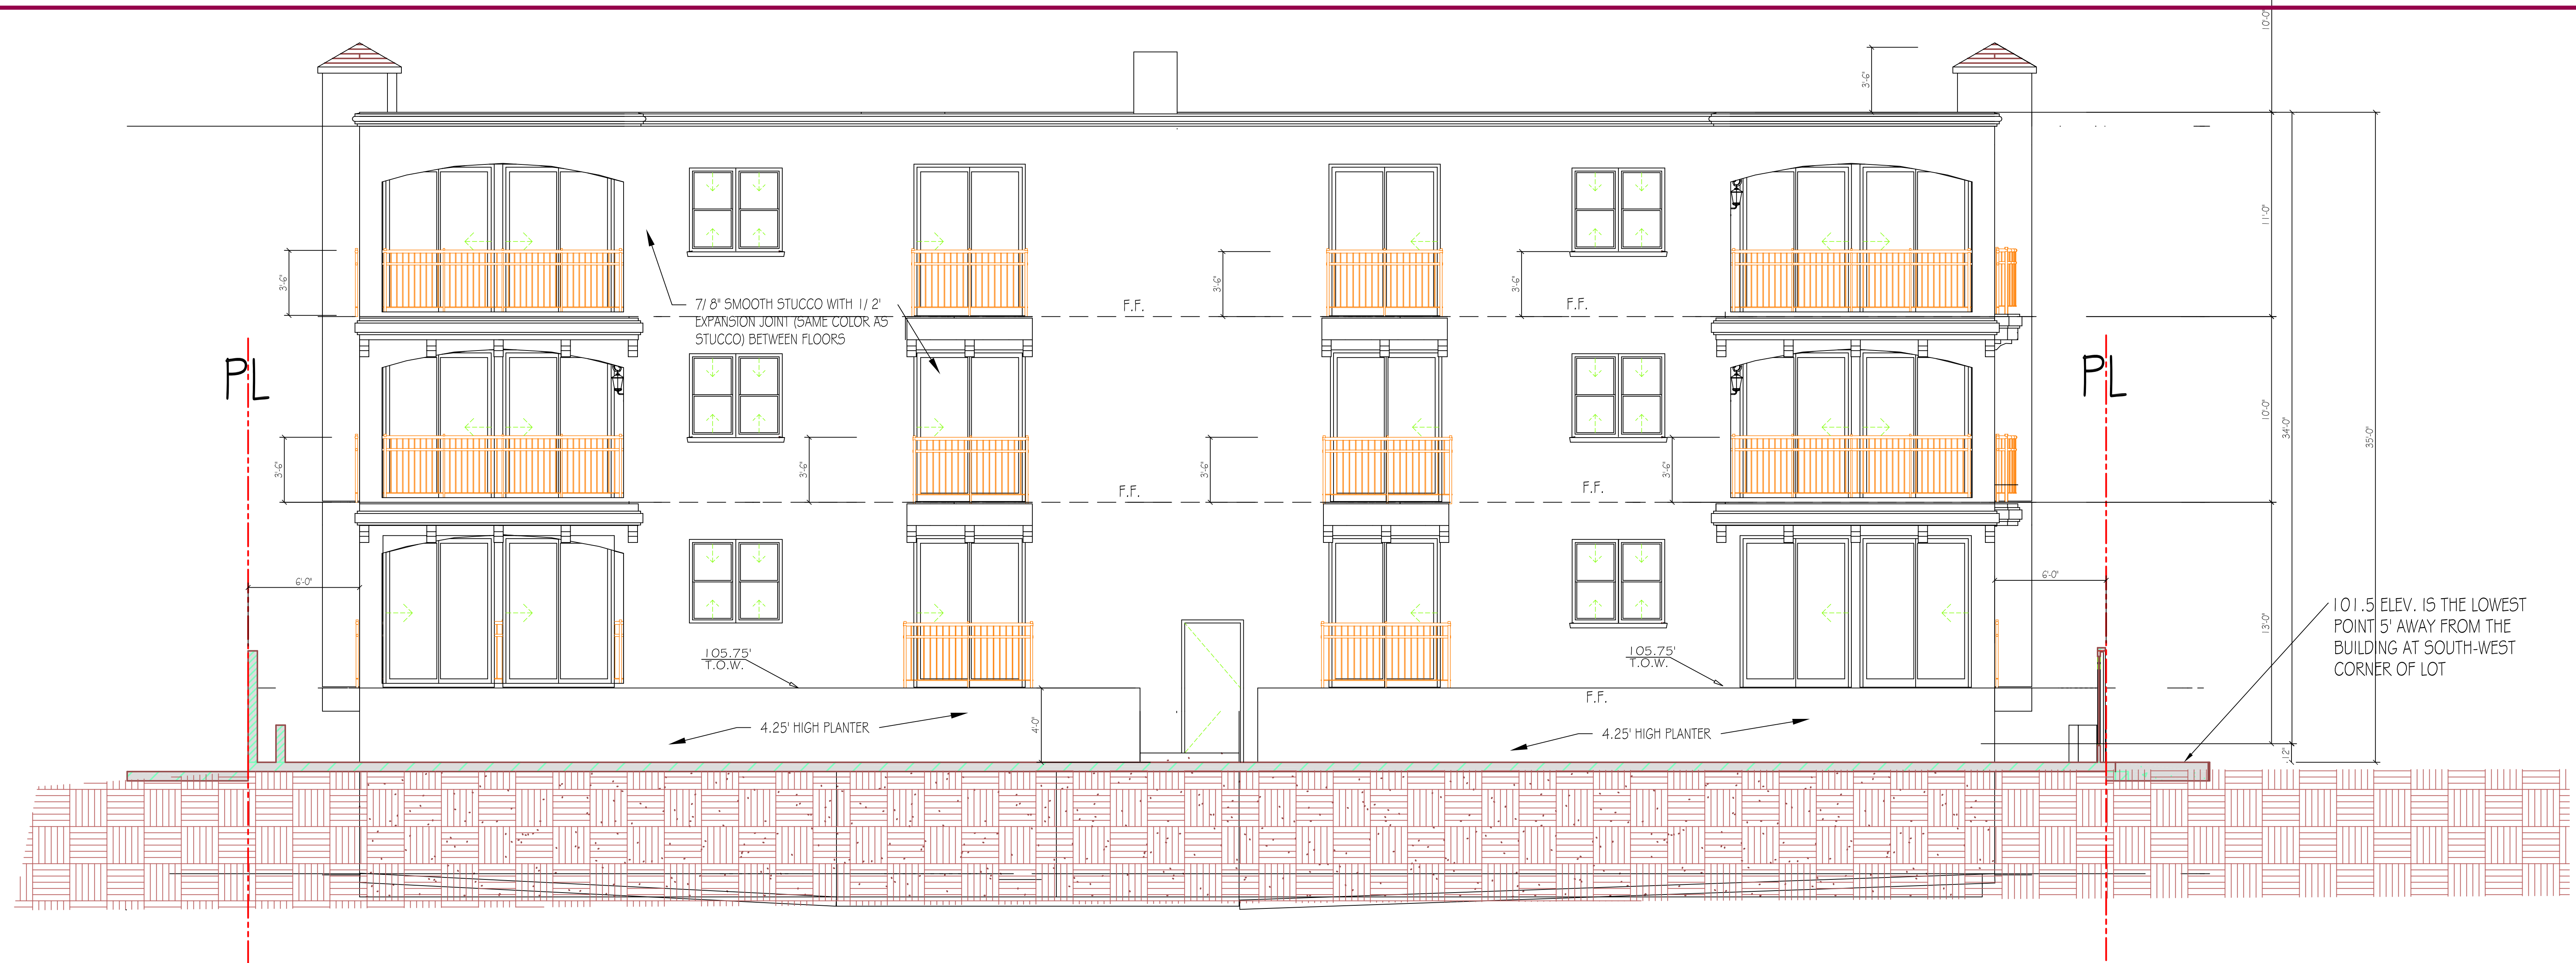 10'-0"
3'-6"
11'-0"
3'-6"
3'-6"
3'-6"
7/8" SMOOTH STUCCO WITH 1/2'
EXPANSION JOINT (SAME COLOR AS
STUCCO) BETWEEN FLOORS
F.F.
F.F.
PL
PL
10'-0"
34'-0"
35'-0"
3'-6"
3'-6"
3'-6"
3'-6"
F.F.
F.F.
6'-0"
6'-0"
101.5 ELEV. IS THE LOWEST
POINT 5' AWAY FROM THE
BUILDING AT SOUTH-WEST
CORNER OF LOT
13'-0"
105.75'
T.O.W.
105.75'
T.O.W.
F.F.
4.25' HIGH PLANTER
4'-0"
4.25' HIGH PLANTER